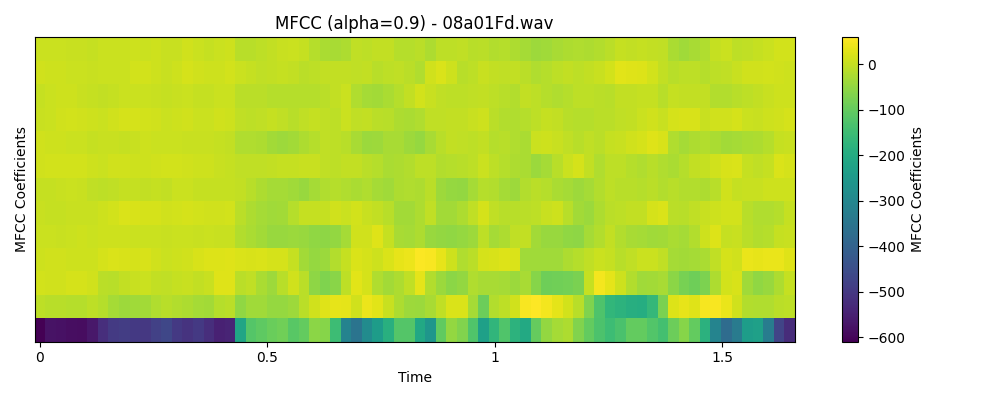 MFCC (alpha=0.9) - 08a01Fd.wav
MFCC Coefficients
0
0.5
1
1.5
Time
0
−100
−200
−300
−400
−500
−600
MFCC Coefficients